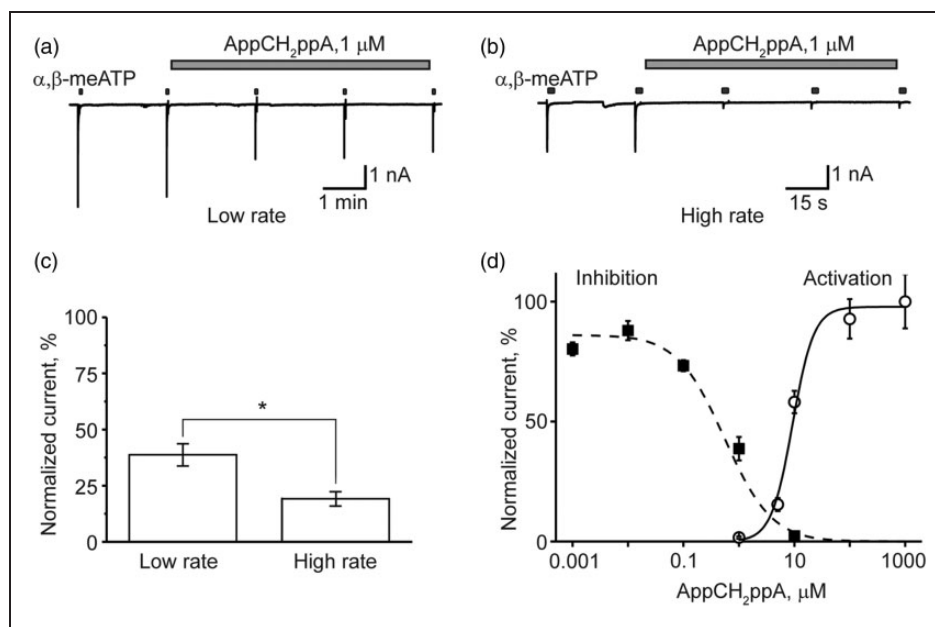 (a)
AppCH₂ppA,1 μM
α,β-meATP
1 nA
1 min
Low rate
(b)
AppCH₂ppA,1 μM
α,β-meATP
1 nA
15 s
High rate
(c)
Normalized current, %
100
75
50
25
0
*
Low rate
High rate
(d)
Inhibition
Activation
Normalized current, %
100
50
0
0.001
0.1
10
1000
AppCH₂ppA, μM